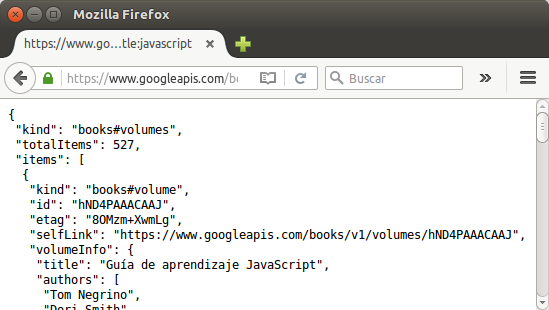 Mozilla Firefox
https://www.go...tle:javascript
https://www.googleapis.com/b
Buscar
{
"kind": "books#volumes",
"totalItems": 527,
"items": [
{
"kind": "books#volume",
"id": "hND4PAAACAAJ",
"etag": "8OMzm+XwmLg",
"selfLink": "https://www.googleapis.com/books/v1/volumes/hND4PAAACAAJ",
"volumeInfo": {
"title": "Guía de aprendizaje JavaScript",
"authors": [
"Tom Negrino",
"Dori Smith"